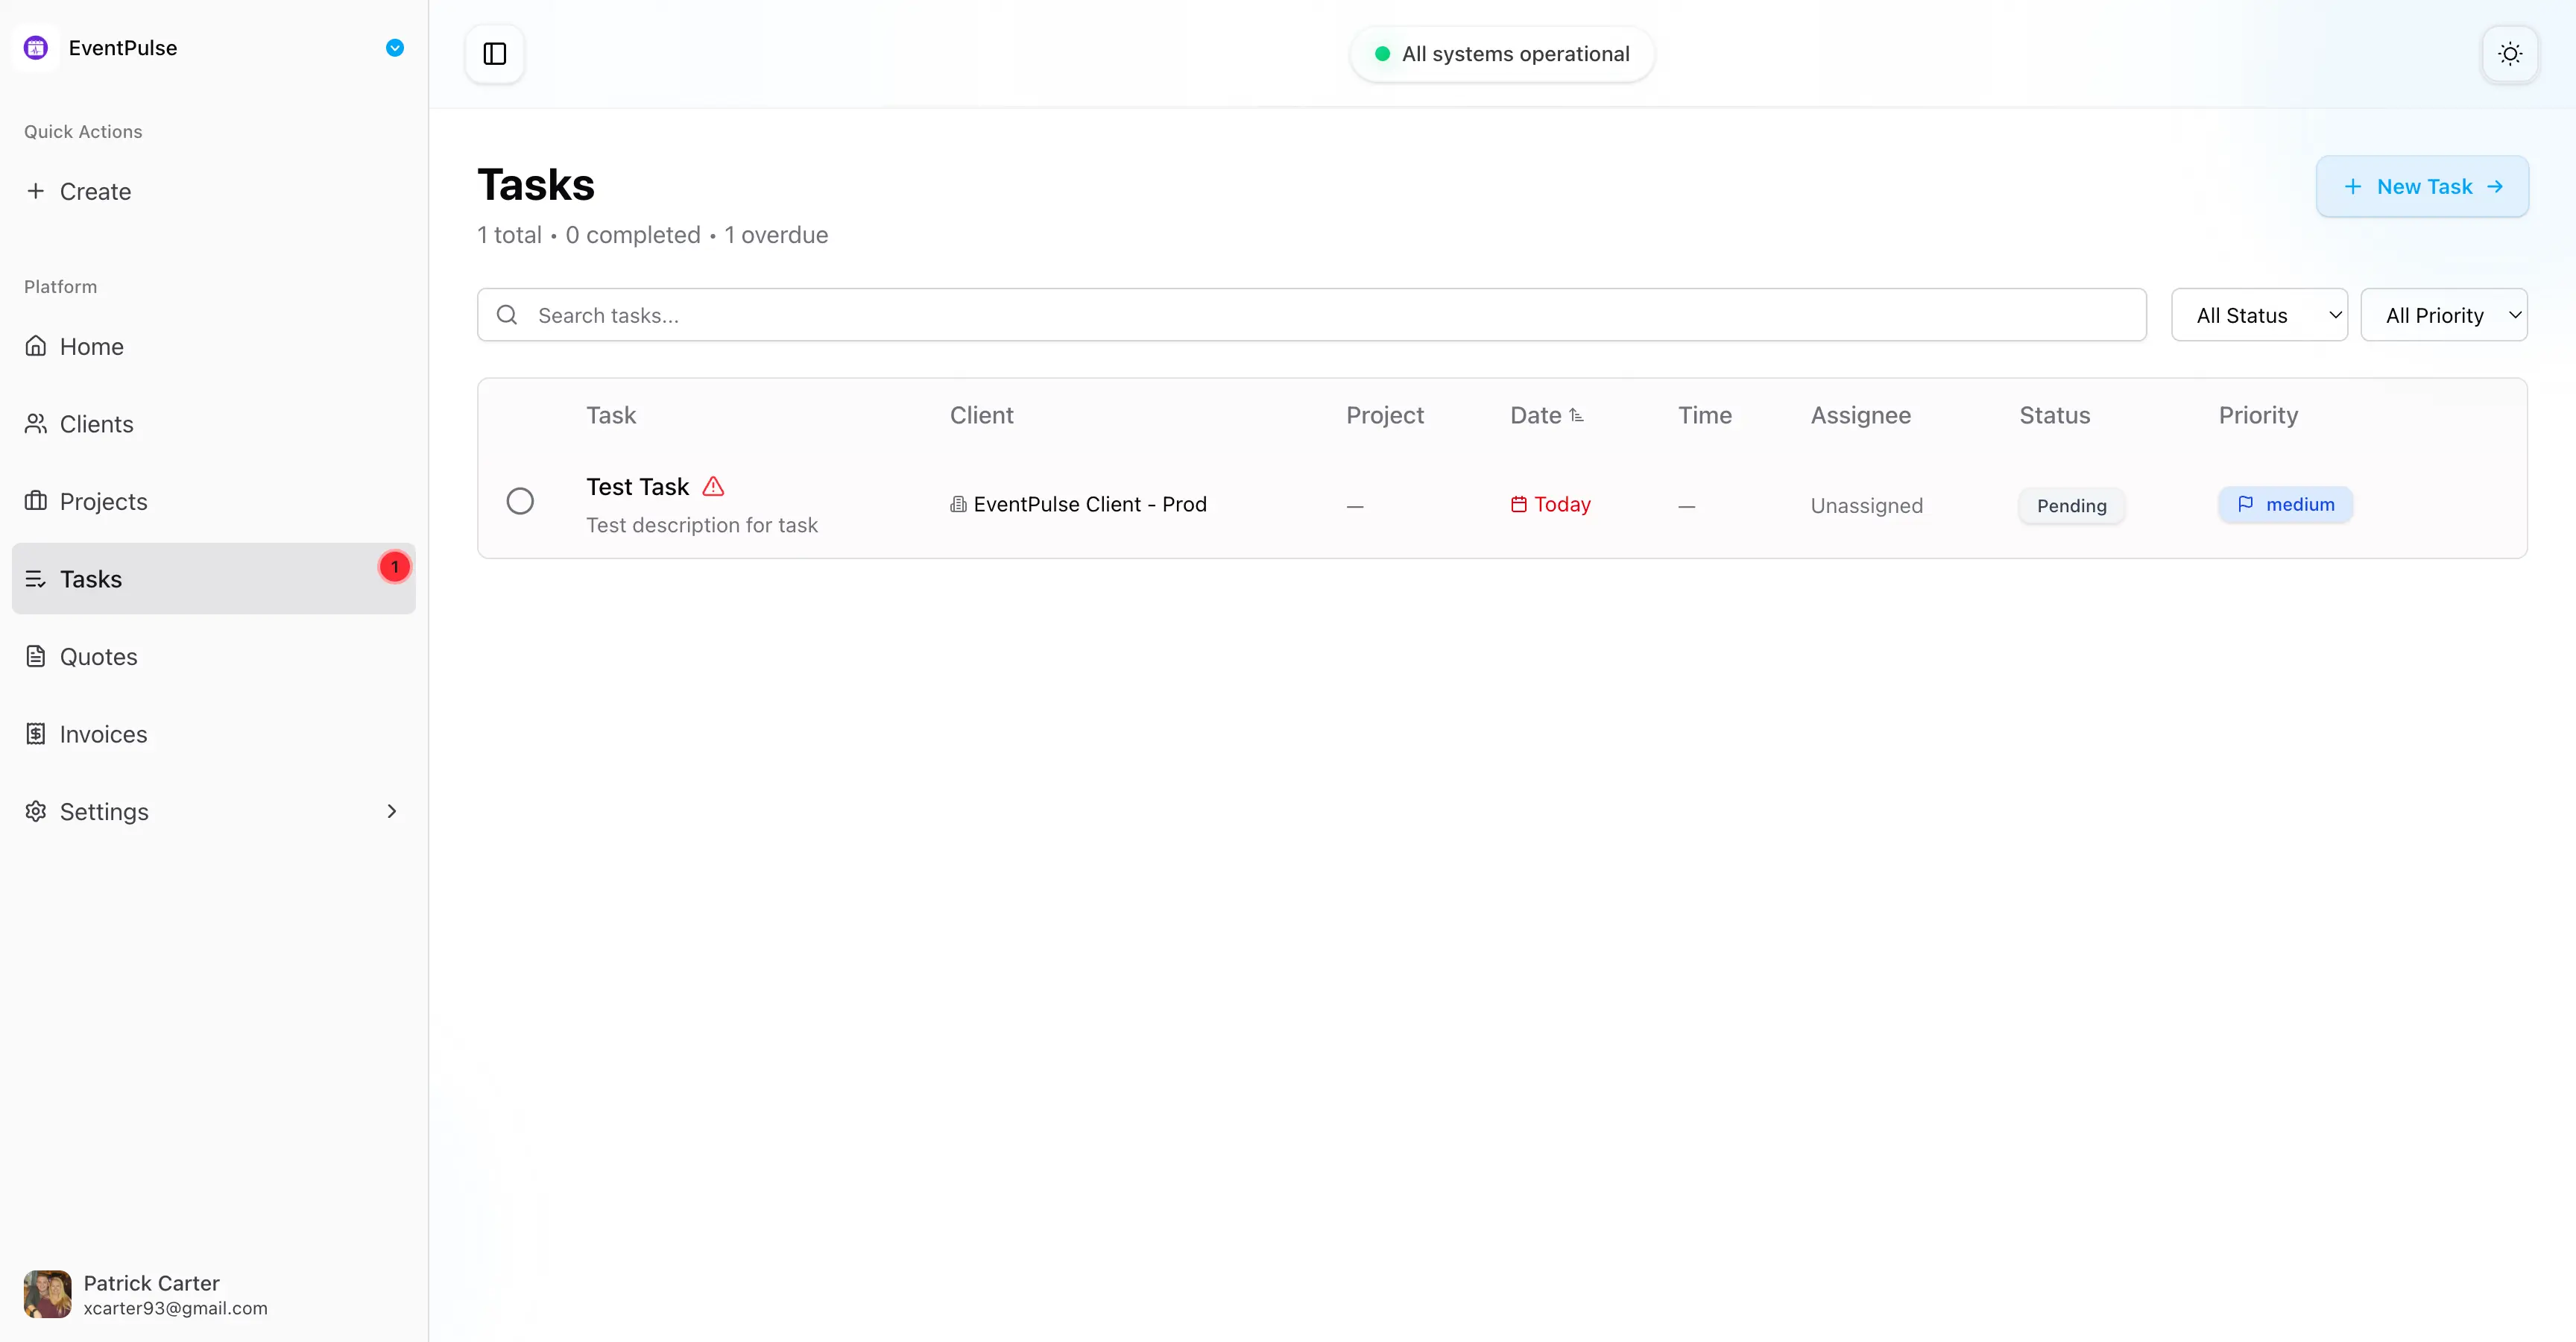 EventPulse
Quick Actions
Create
Platform
Home
Clients
Projects
Tasks
1
Quotes
Invoices
Settings
Patrick Carter
xcarter93@gmail.com
All systems operational
Tasks
1 total • 0 completed • 1 overdue
New Task
Search tasks...
All Status
All Priority
Task Client Project Date Time Assignee Status Priority
Test Task
Test description for task
EventPulse Client - Prod
—
Today
—
Unassigned
Pending
medium